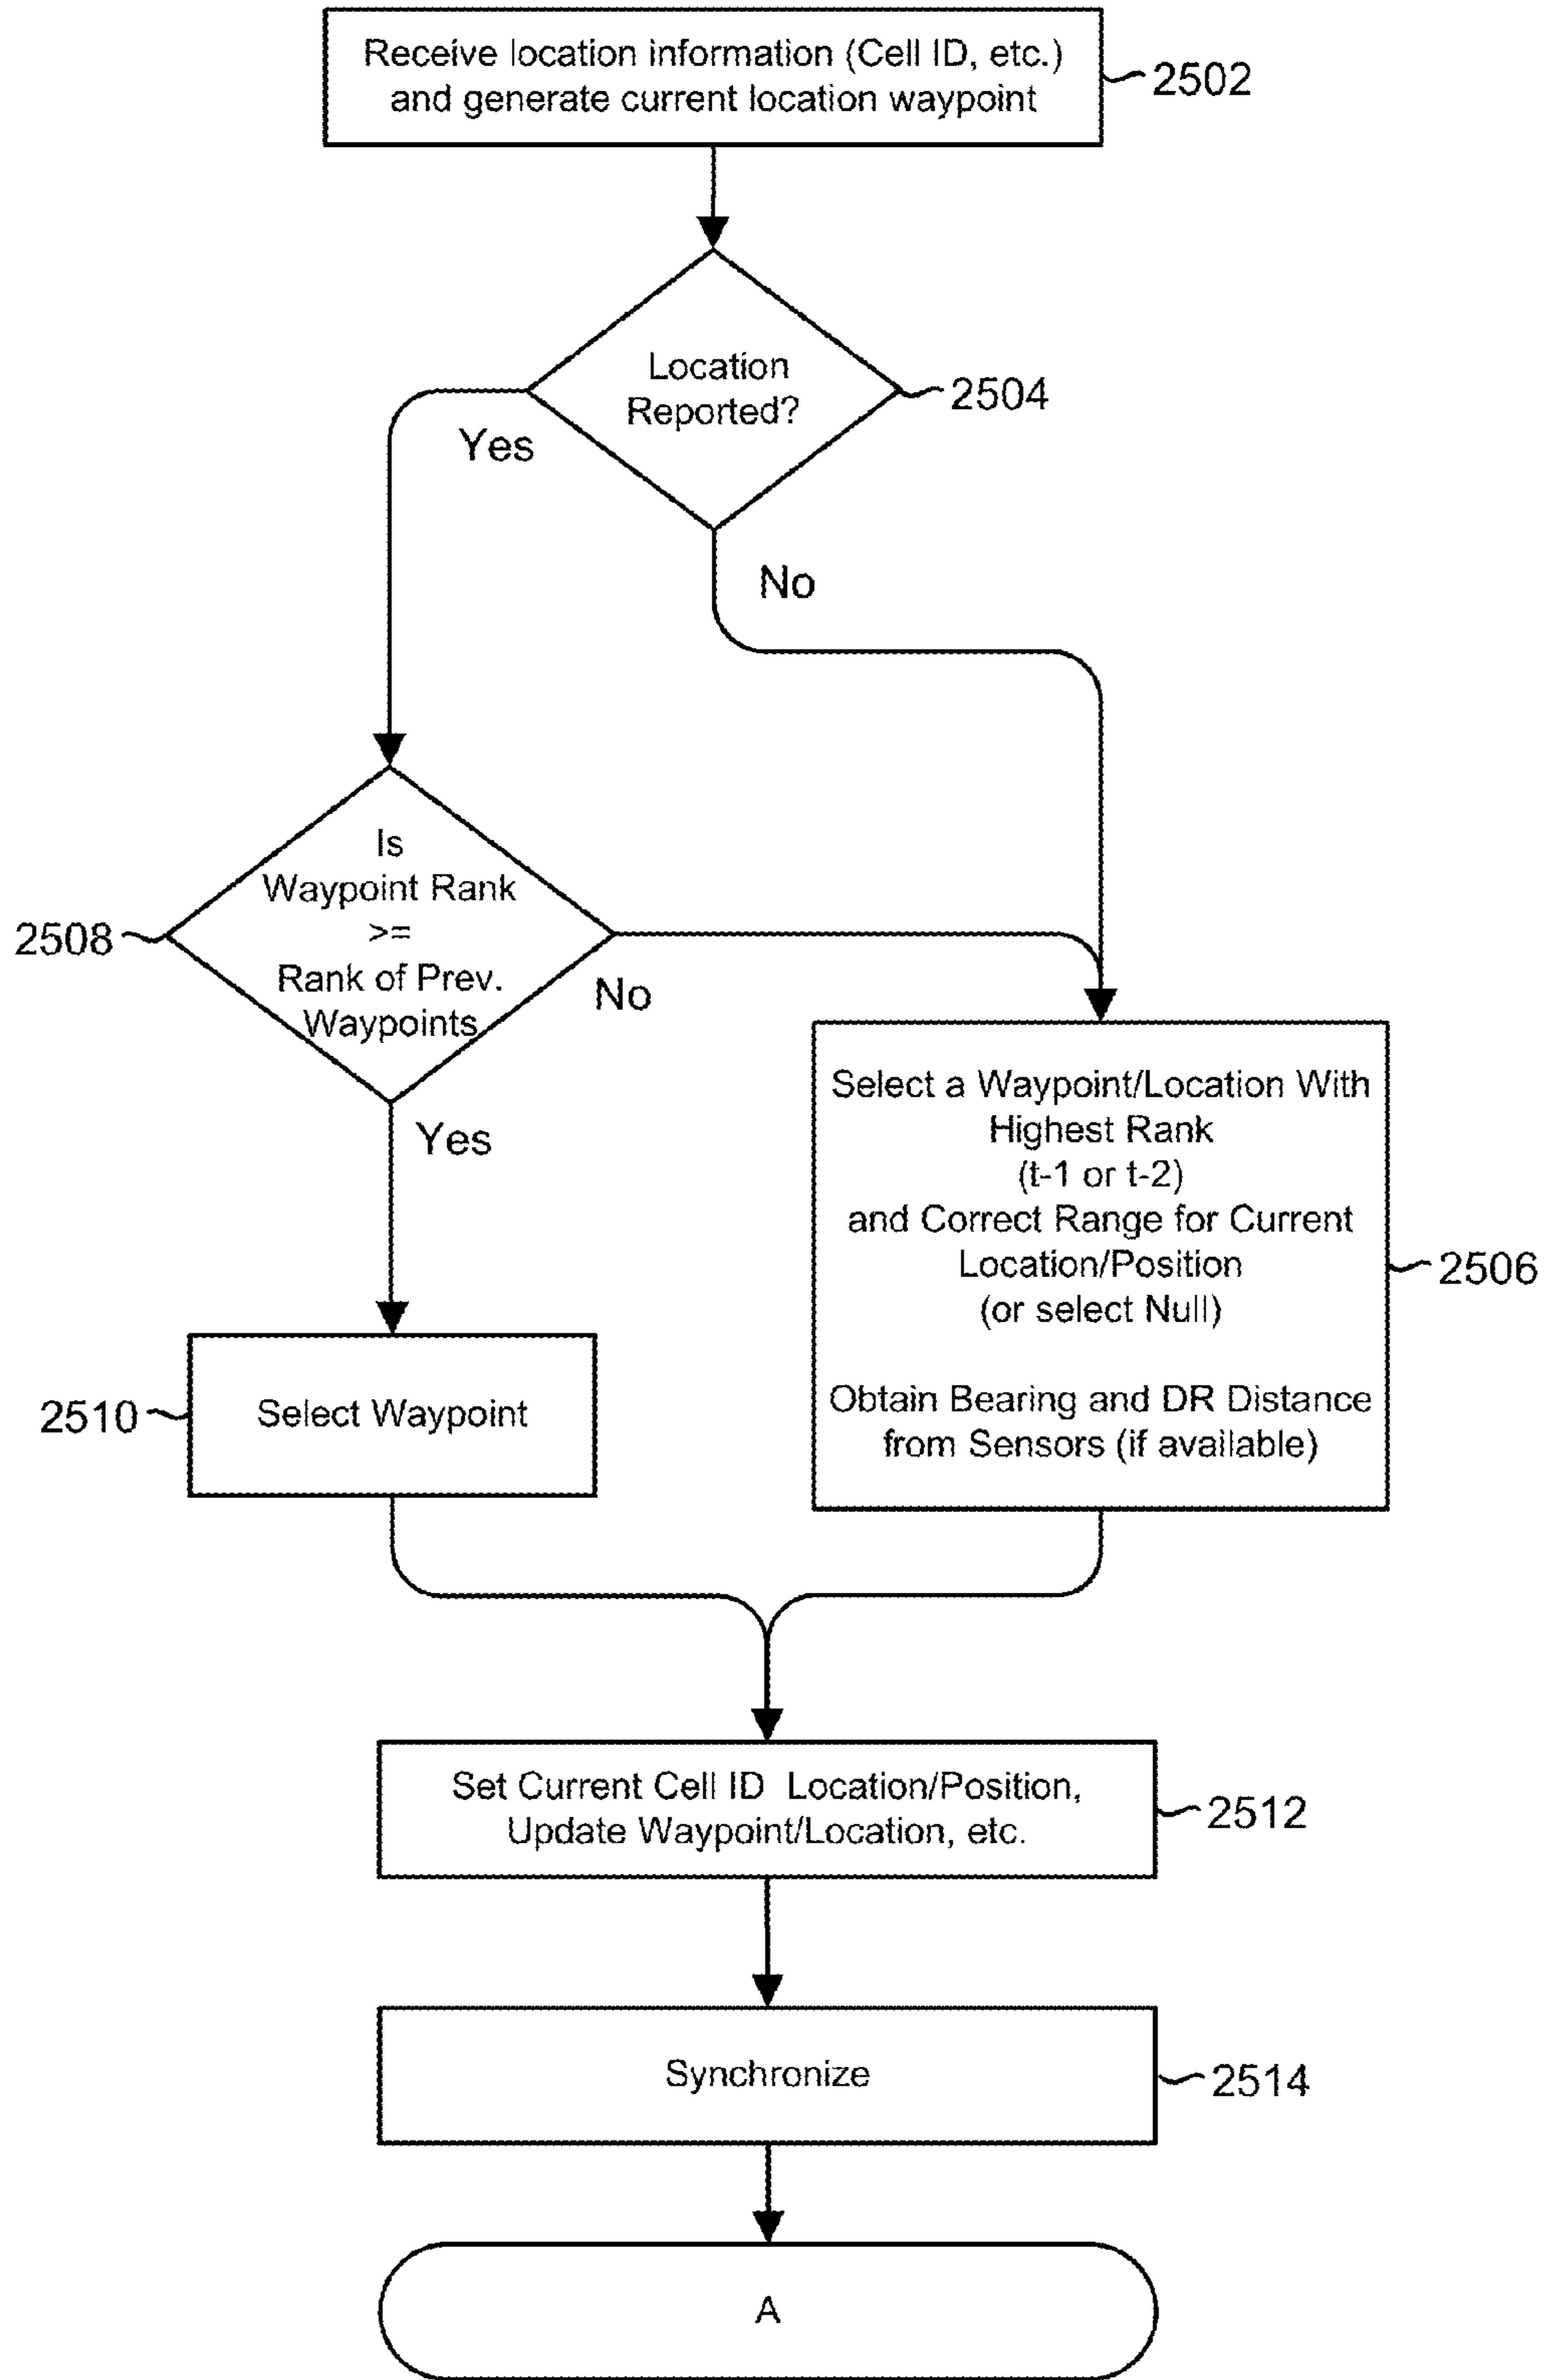 Receive location information (Cell ID, etc.)
and generate current location waypoint
2502
Location
Reported?
2504
Yes
No
Is
Waypoint Rank
>=
Rank of Prev.
Waypoints
2508
No
Yes
Select a Waypoint/Location With
Highest Rank
(t-1 or t-2)
and Correct Range for Current
Location/Position
(or select Null)
Obtain Bearing and DR Distance
from Sensors (if available)
2506
Select Waypoint
2510
Set Current Cell ID Location/Position,
Update Waypoint/Location, etc.
2512
Synchronize
2514
A